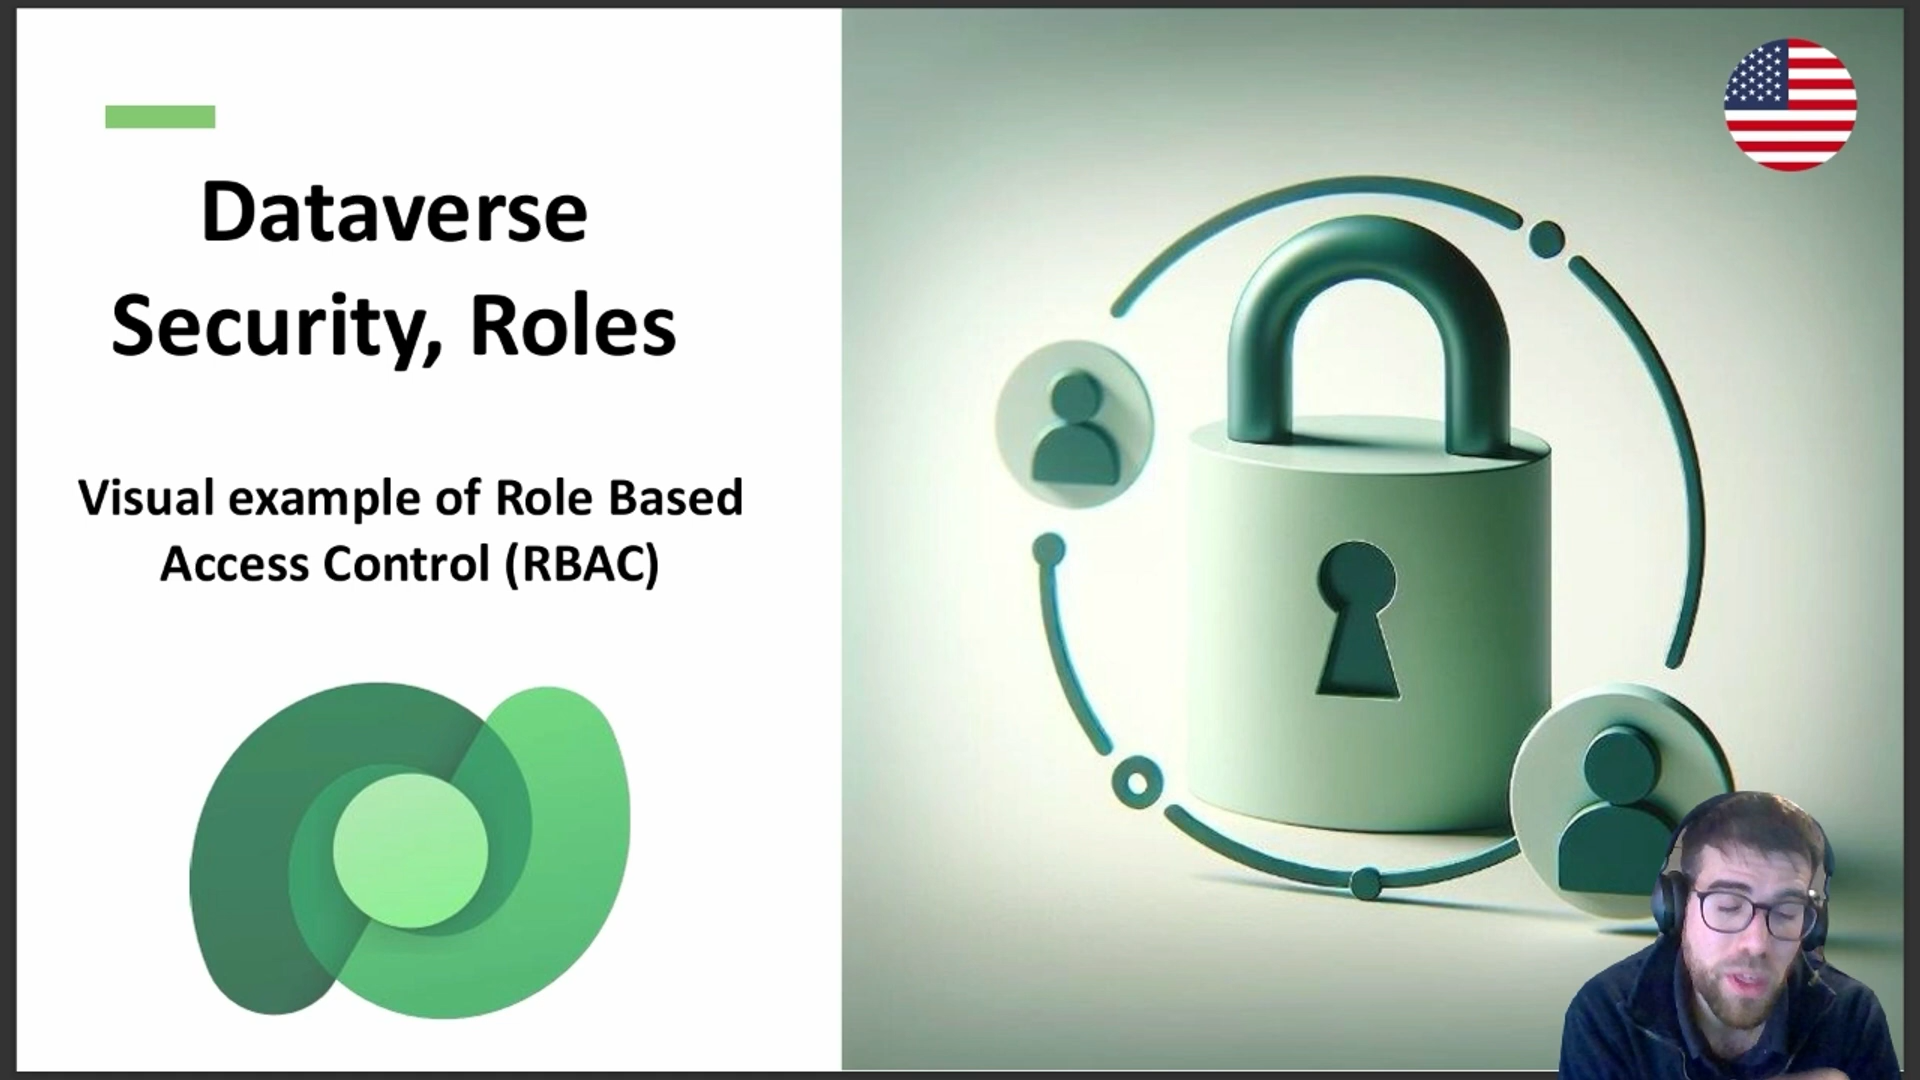 Dataverse
Security, Roles
Visual example of Role Based
Access Control (RBAC)